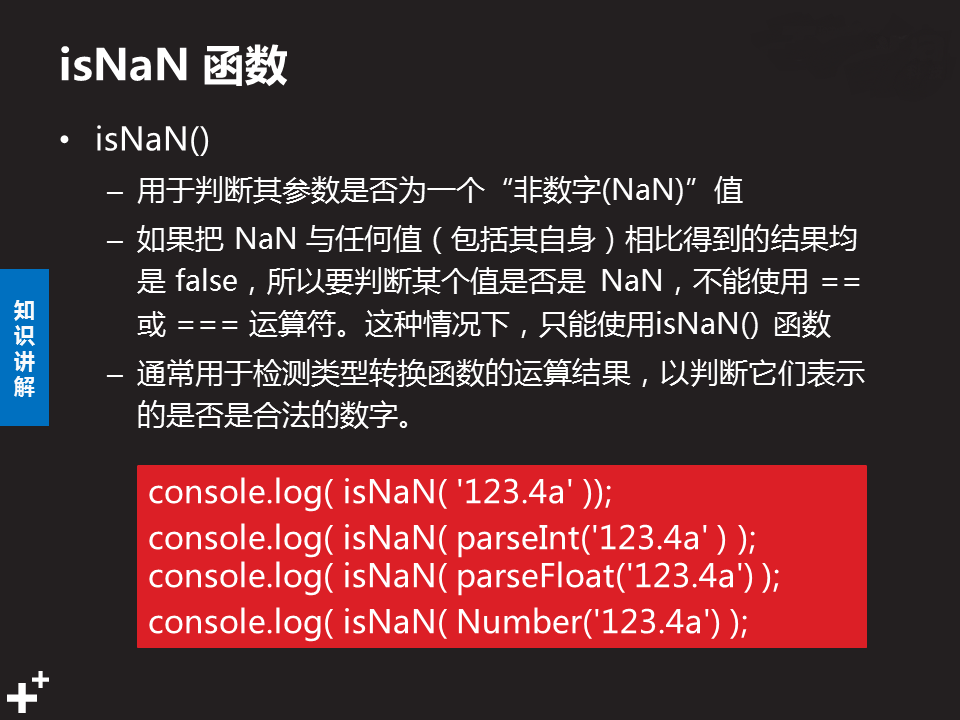 isNaN 函数
• isNaN()
– 用于判断其参数是否为一个“非数字(NaN)”值
– 如果把 NaN 与任何值（包括其自身）相比得到的结果均
是 false，所以要判断某个值是否是 NaN，不能使用 ==
或 === 运算符。这种情况下，只能使用isNaN() 函数
– 通常用于检测类型转换函数的运算结果，以判断它们表示
的是否是合法的数字。
知
识
讲
解
console.log( isNaN( '123.4a' ));
console.log( isNaN( parseInt('123.4a' ) );
console.log( isNaN( parseFloat('123.4a') );
console.log( isNaN( Number('123.4a') );